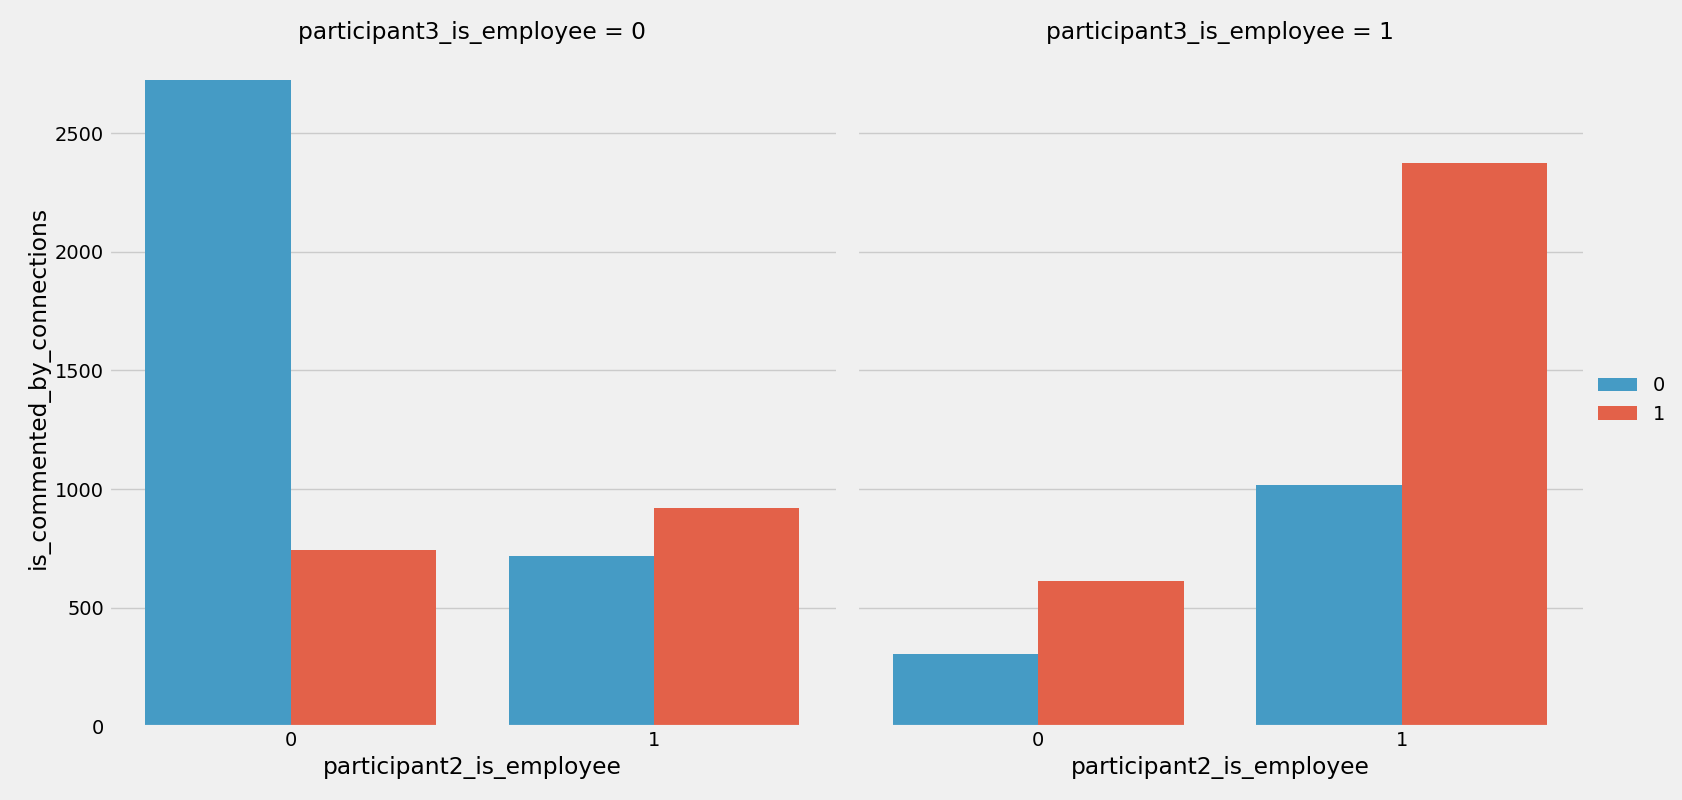 participant3_is_employee = 0
participant3_is_employee = 1
is_commented_by_connections
2500
2000
1500
1000
500
0
0
1
participant2_is_employee
0
1
participant2_is_employee
0
1